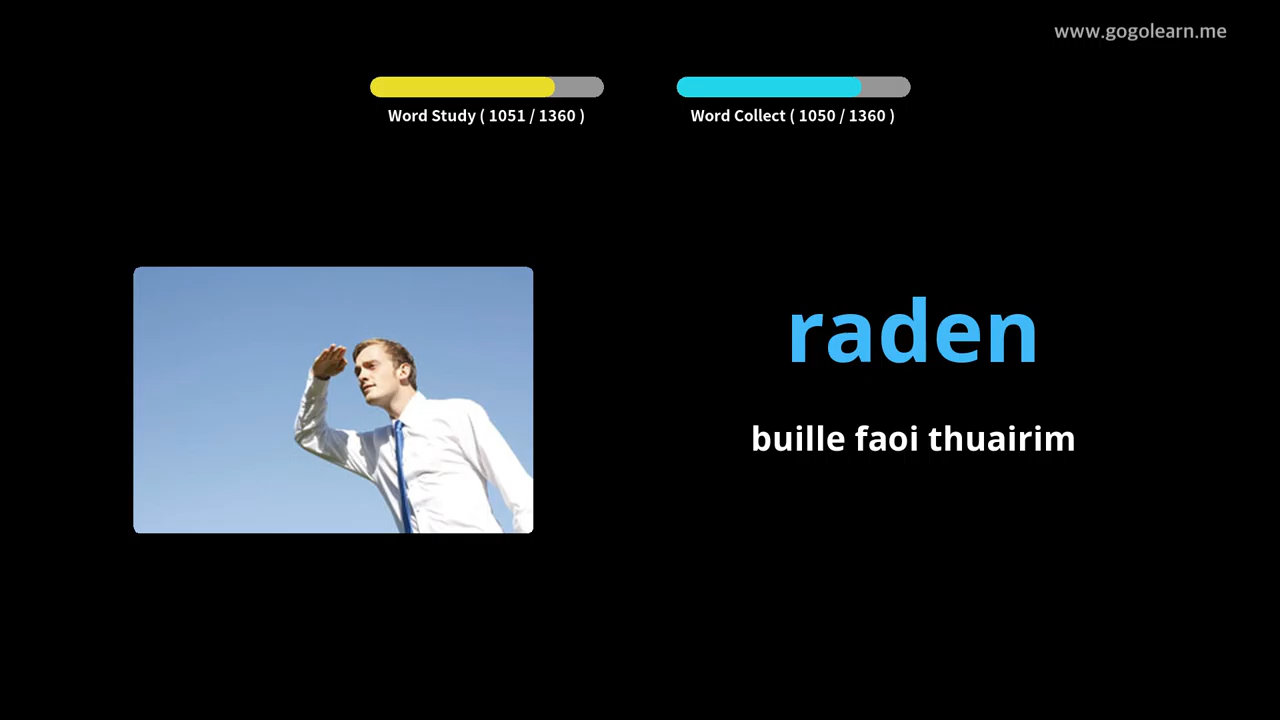 www.gogolearn.me
Word Study ( 1051 / 1360 )
Word Collect ( 1050 / 1360 )
raden
buille faoi thuairim